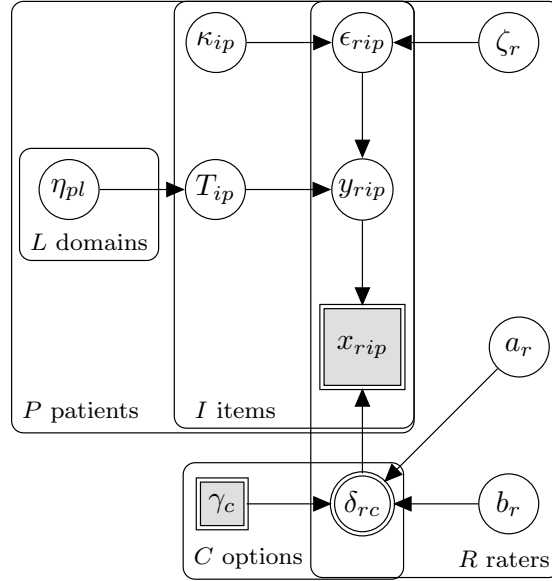 κ_ip ϵ_rip ζ_r
η_pl T_ip y_rip
L domains
x_rip a_r
P patients I items
γ_c δ_rc b_r
C options R raters